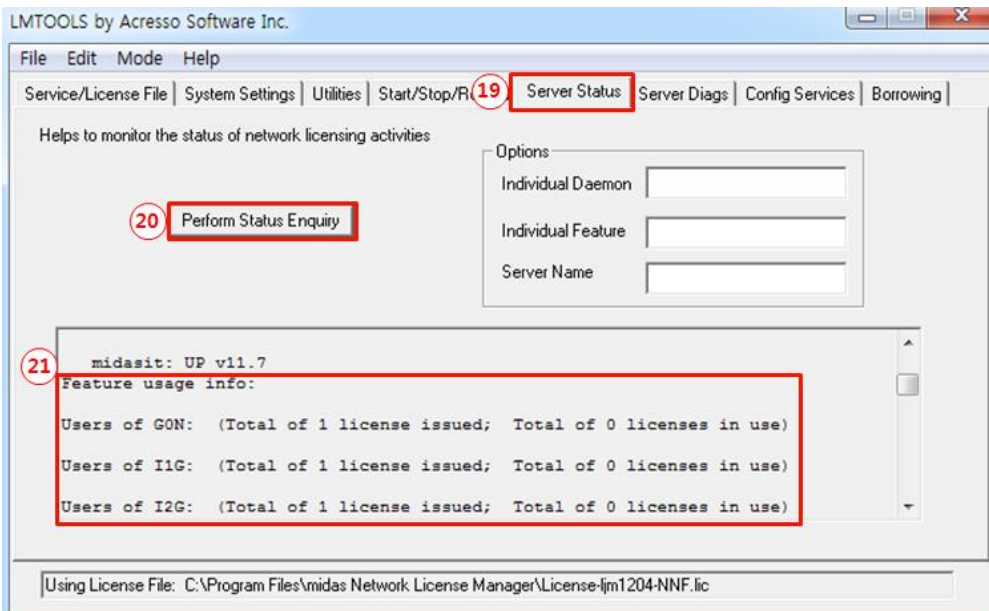 LMTOOLS by Acresso Software Inc.
File Edit Mode Help
Service/License File System Settings Utilities Start/Stop/R 19 Server Status Server Diags Config Services Borrowing
Helps to monitor the status of network licensing activities
Options
Individual Daemon
20 Perform Status Enquiry
Individual Feature
Server Name
midasit: UP v11.7
21
Feature usage info:
Users of G0N: (Total of 1 license issued; Total of 0 licenses in use)
Users of I1G: (Total of 1 license issued; Total of 0 licenses in use)
Users of I2G: (Total of 1 license issued; Total of 0 licenses in use)
Using License File: C:\Program Files\midas Network License Manager\License-ljm1204-NNF.lic